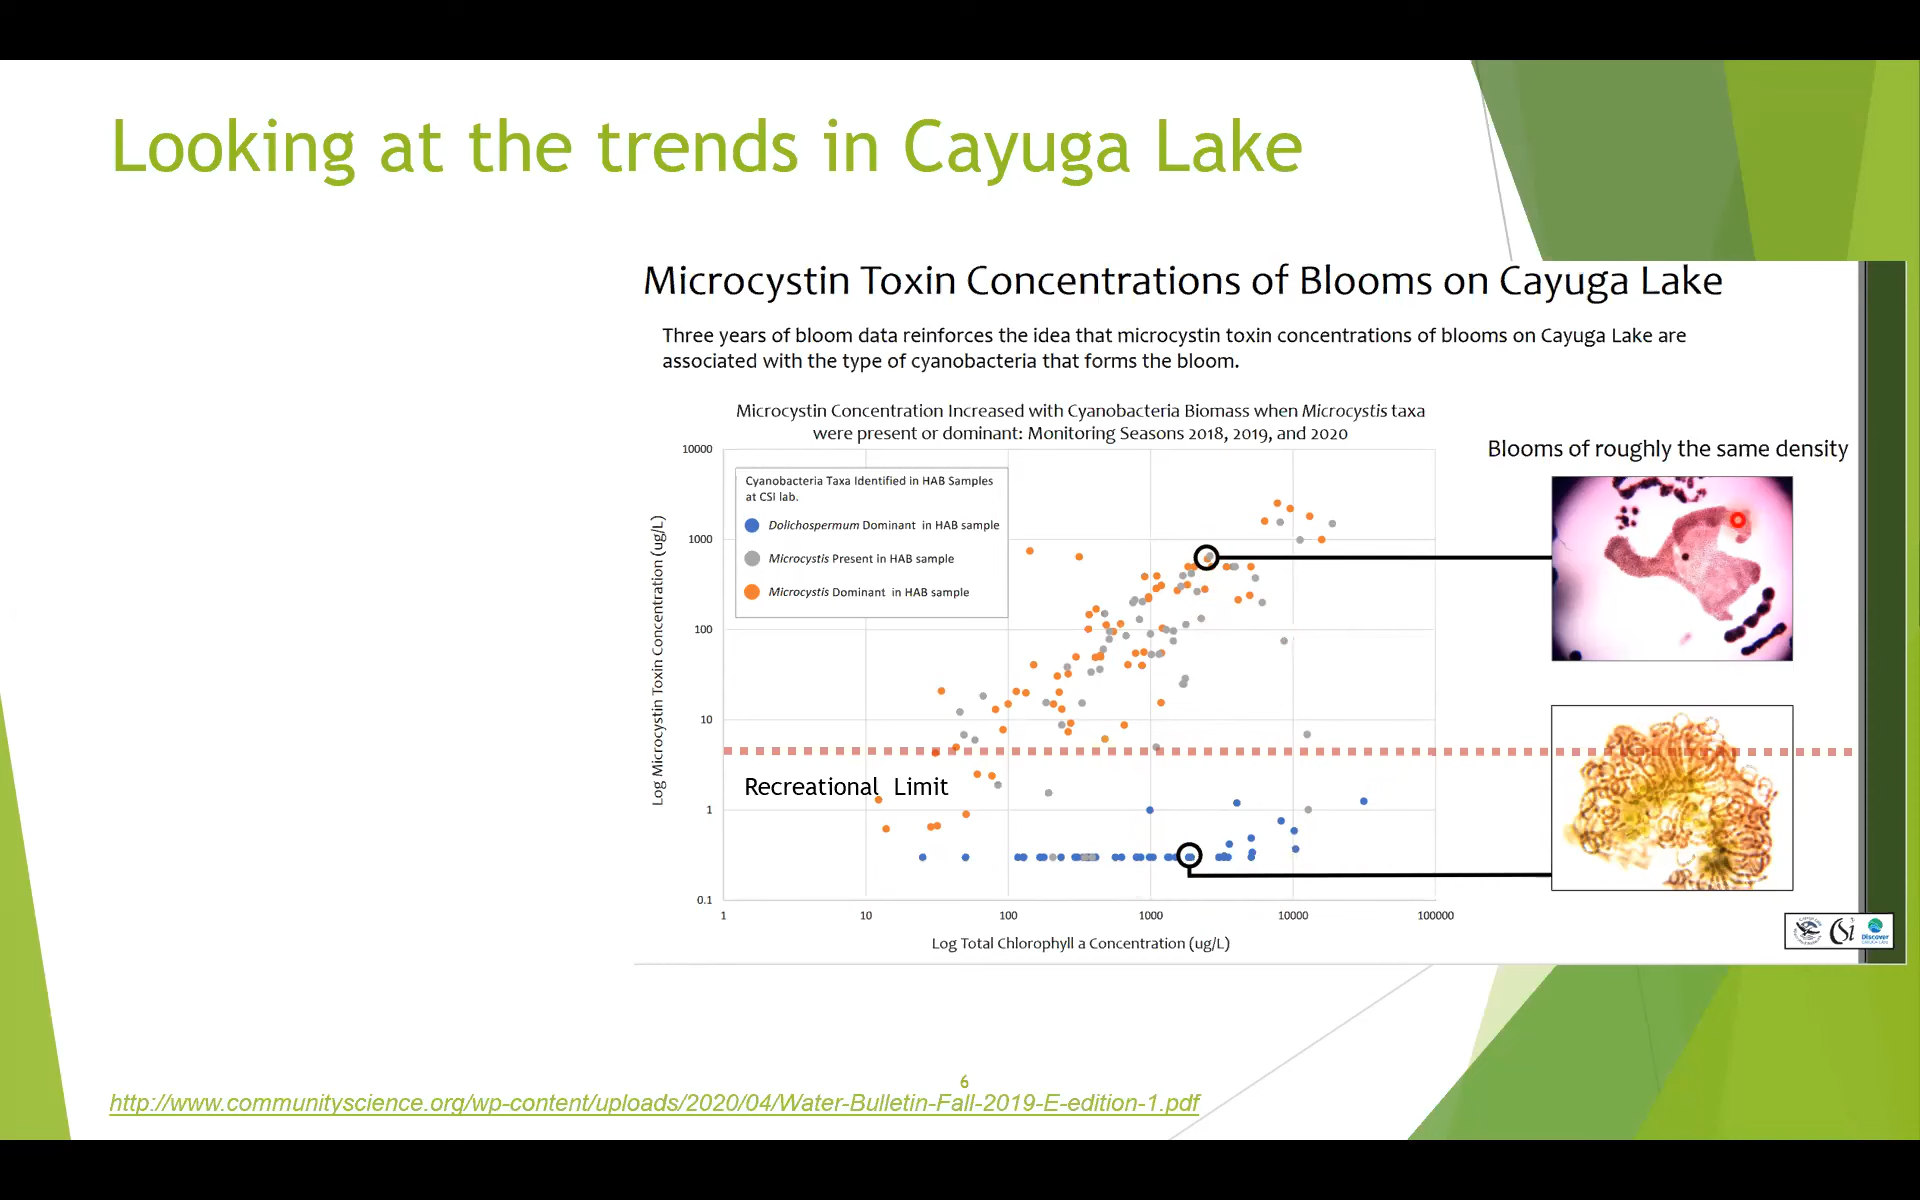 Looking at the trends in Cayuga Lake
Microcystin Toxin Concentrations of Blooms on Cayuga Lake
Three years of bloom data reinforces the idea that microcystin toxin concentrations of blooms on Cayuga Lake are
associated with the type of cyanobacteria that forms the bloom.
Microcystin Concentration Increased with Cyanobacteria Biomass when Microcystis taxa
were present or dominant: Monitoring Seasons 2018, 2019, and 2020
Blooms of roughly the same density
Cyanobacteria Taxa Identified in HAB Samples
at CSI lab.
Dolichospermum Dominant in HAB sample
Microcystis Present in HAB sample
Microcystis Dominant in HAB sample
Log Microcystin Toxin Concentration (ug/L)
10000
1000
100
10
1
0.1
Recreational Limit
1
10
100
1000
10000
100000
Log Total Chlorophyll a Concentration (ug/L)
CSi
Discover
6
http://www.communityscience.org/wp-content/uploads/2020/04/Water-Bulletin-Fall-2019-E-edition-1.pdf